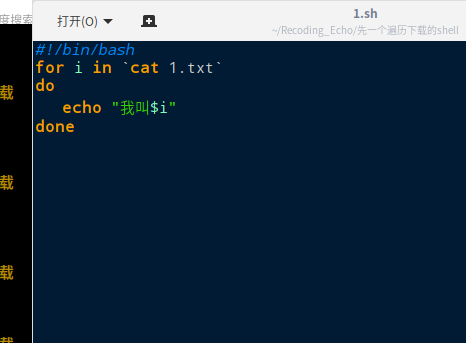 度搜索
打开(O)
1.sh
~/Recoding_Echo/先一个遍历下载的shell
#!/bin/bash
for i in `cat 1.txt`
do
echo "我叫$i"
done
载
载
载
载